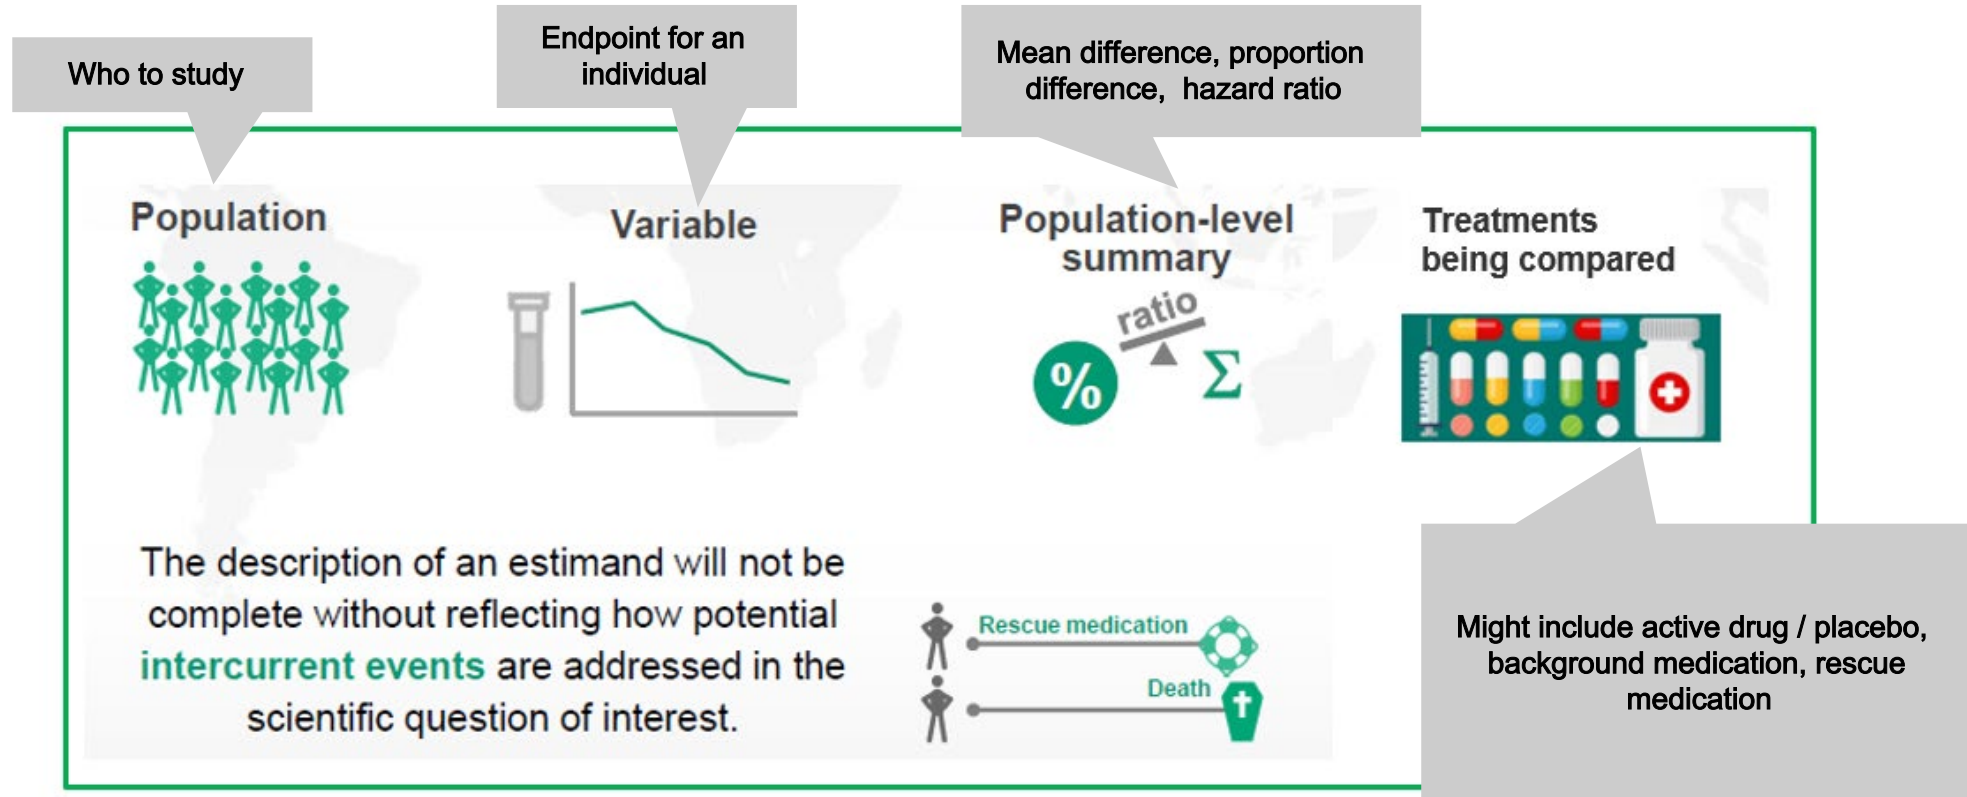 Who to study
Endpoint for an
individual
Mean difference, proportion
difference, hazard ratio
Population
Variable
Population-level
summary
Treatments
being compared
ratio
%
Σ
The description of an estimand will not be
complete without reflecting how potential
intercurrent events are addressed in the
scientific question of interest.
Rescue medication
Death
Might include active drug / placebo,
background medication, rescue
medication